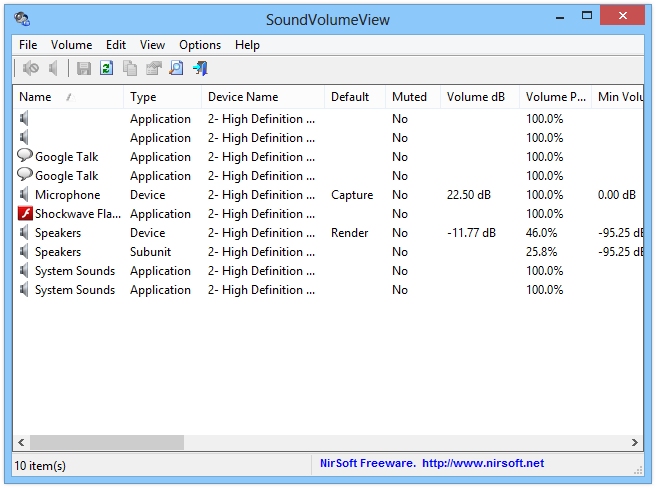 SoundVolumeView
File Volume Edit View Options Help
Name Type Device Name Default Muted Volume dB Volume P... Min Volu
Application 2- High Definition ... No 100.0%
Application 2- High Definition ... No 100.0%
Google Talk Application 2- High Definition ... No 100.0%
Google Talk Application 2- High Definition ... No 100.0%
Microphone Device 2- High Definition ... Capture No 22.50 dB 100.0% 0.00 dB
Shockwave Fla... Application 2- High Definition ... No 100.0%
Speakers Device 2- High Definition ... Render No -11.77 dB 46.0% -95.25 dB
Speakers Subunit 2- High Definition ... No 25.8% -95.25 dB
System Sounds Application 2- High Definition ... No 100.0%
System Sounds Application 2- High Definition ... No 100.0%
10 item(s) NirSoft Freeware. http://www.nirsoft.net